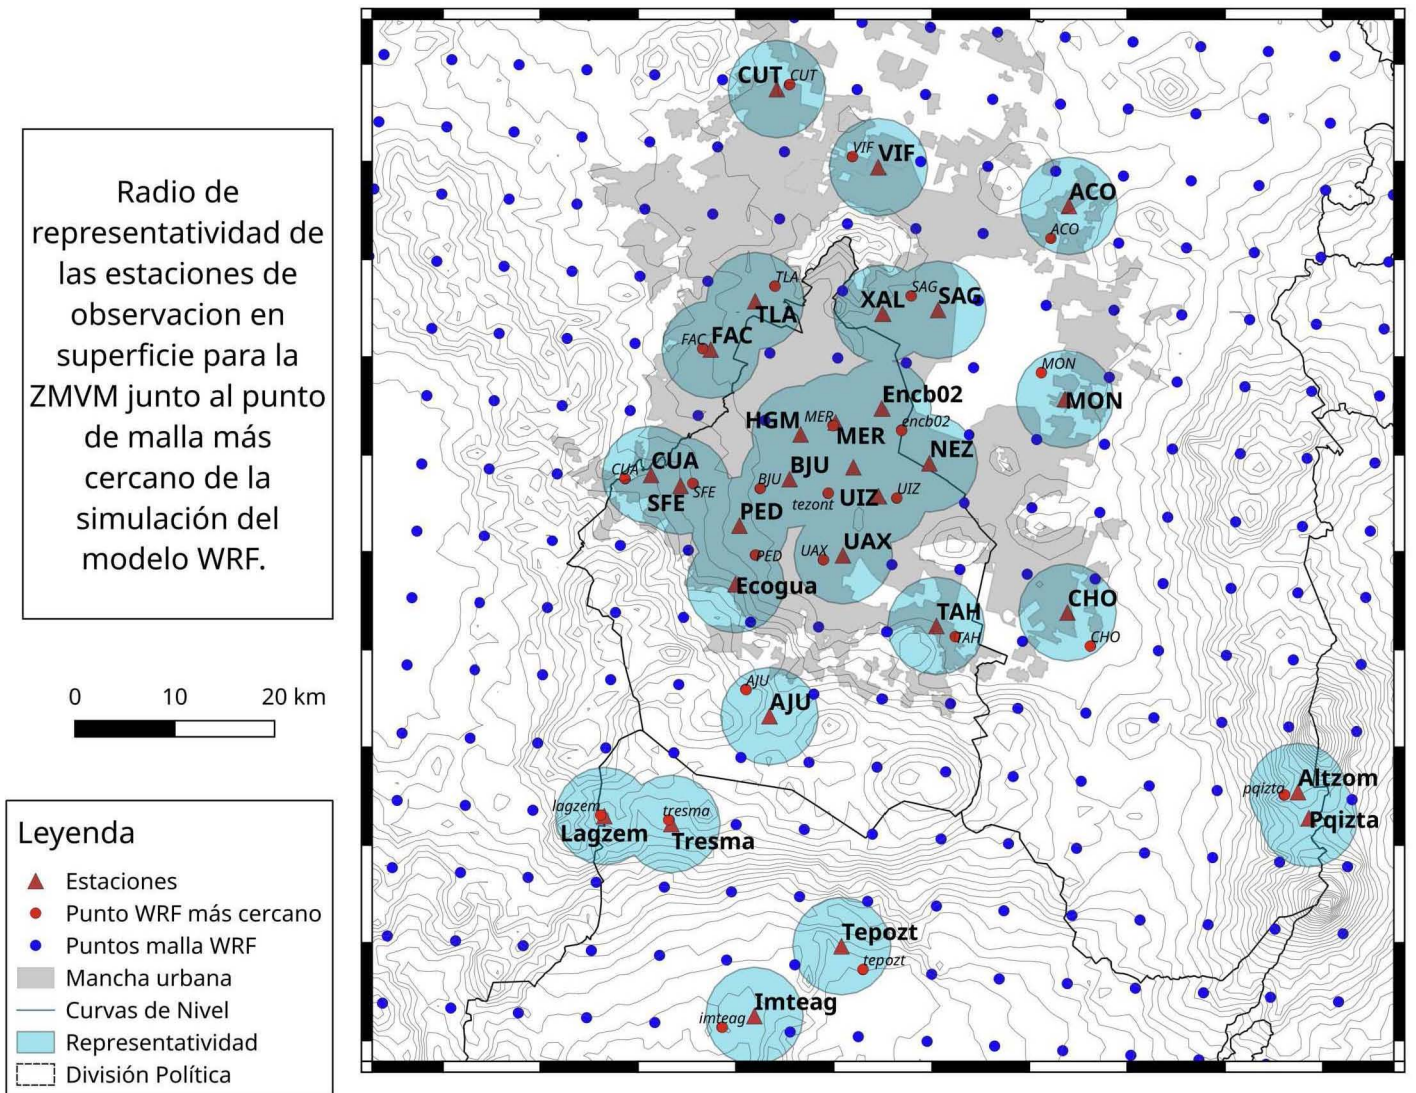 Radio de
representatividad de
las estaciones de
observacion en
superficie para la
ZMVM junto al punto
de malla más
cercano de la
simulación del
modelo WRF.
0 10 20 km
Leyenda
Estaciones
Punto WRF más cercano
Puntos malla WRF
Mancha urbana
Curvas de Nivel
Representatividad
División Política
CUT CUT
VIF VIF
ACO
ACO
TLA
TLA
XAL SAG SAG
FAC FAC
MON
MON
Encb02
encb02
HGM MER MER
NEZ
CUA CUA
SFE SFE
BJU BJU
tezont UIZ UIZ
PED
PED
UAX UAX
Ecogua
TAH
TAH
CHO
CHO
AJU
AJU
Altzom
pqizta
Pqizta
lagzem
Lagzem
tresma
Tresma
Tepozt
tepozt
Imteag
imteag